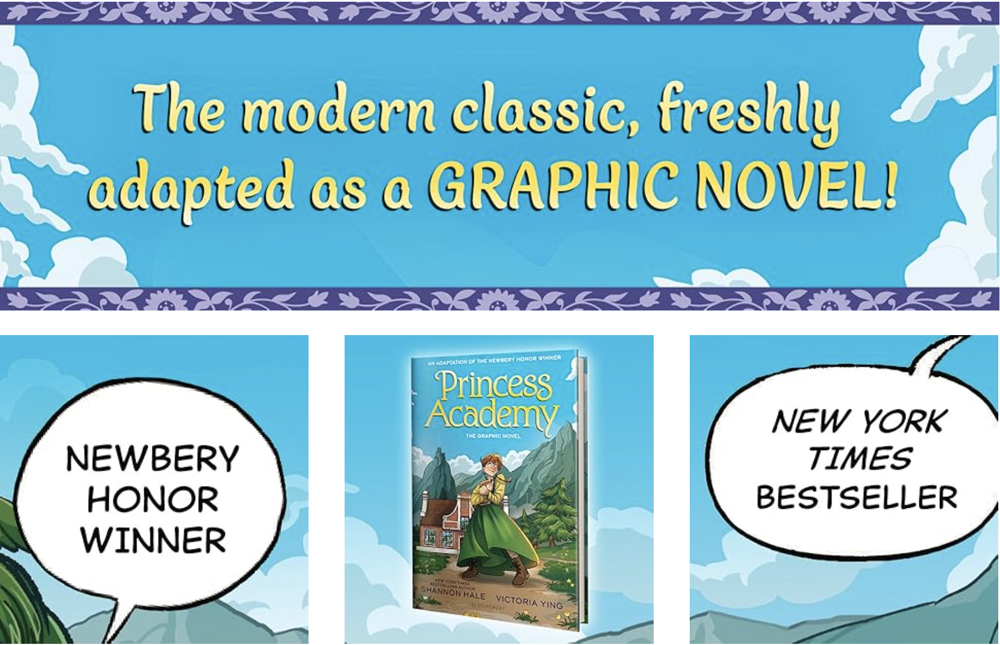 The modern classic, freshly
adapted as a GRAPHIC NOVEL!
NEWBERY
HONOR
WINNER
AN ADAPTATION OF THE NEWBERY HONOR WINNER
Princess
Academy
THE GRAPHIC NOVEL
NEW YORK TIMES
BESTSELLING AUTHOR
SHANNON HALE VICTORIA YING
BLOOMSBURY
NEW YORK
TIMES
BESTSELLER